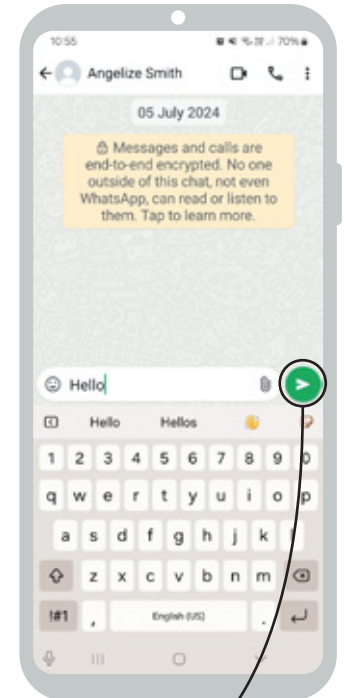 10:55 70%
Angelize Smith
05 July 2024
Messages and calls are
end-to-end encrypted. No one
outside of this chat, not even
WhatsApp, can read or listen to
them. Tap to learn more.
Hello
Hello Hellos
1 2 3 4 5 6 7 8 9 0
q w e r t y u i o p
a s d f g h j k l
z x c v b n m
!#1 , English (US) .